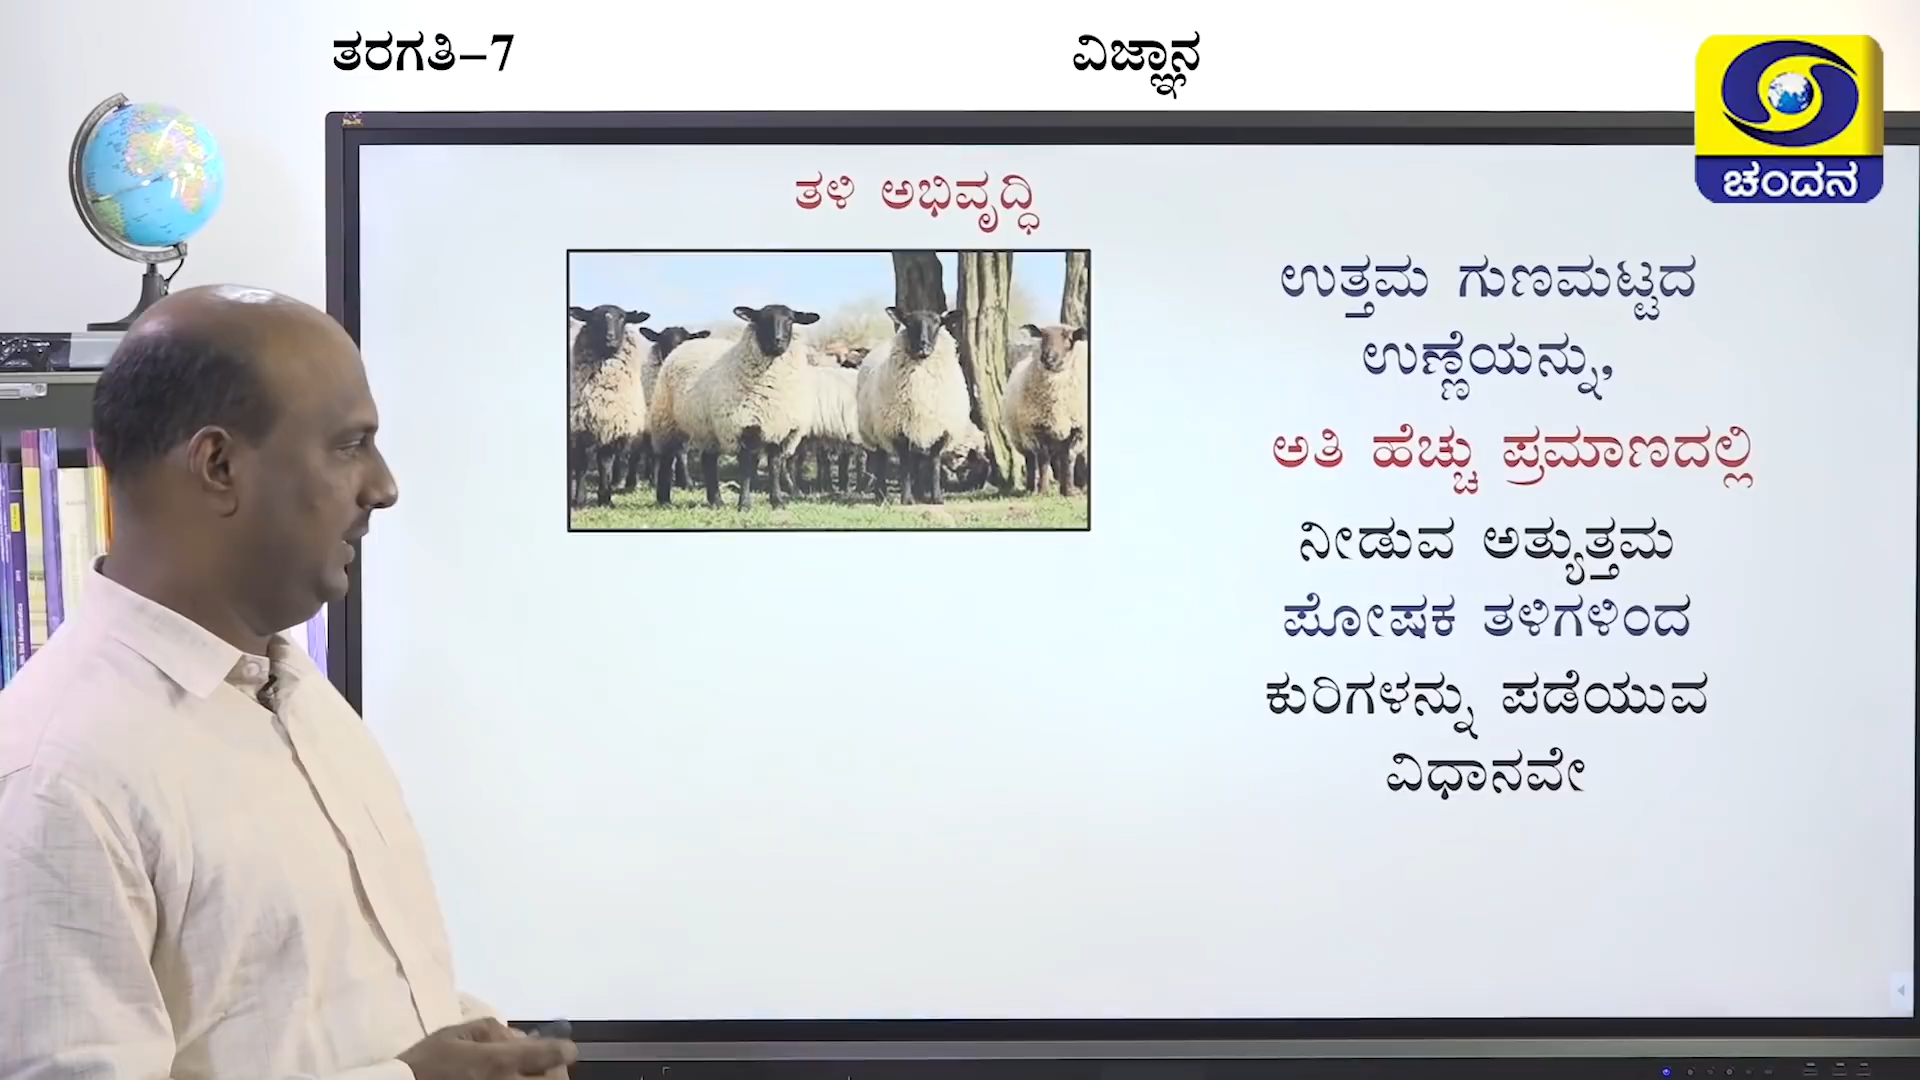 ತರಗತಿ–7
ವಿಜ್ಞಾನ
ಚಂದನ
ತಳಿ ಅಭಿವೃದ್ಧಿ
ಉತ್ತಮ ಗುಣಮಟ್ಟದ
ಉಣ್ಣೆಯನ್ನು,
ಅತಿ ಹೆಚ್ಚು ಪ್ರಮಾಣದಲ್ಲಿ
ನೀಡುವ ಅತ್ಯುತ್ತಮ
ಪೋಷಕ ತಳಿಗಳಿಂದ
ಕುರಿಗಳನ್ನು ಪಡೆಯುವ
ವಿಧಾನವೇ